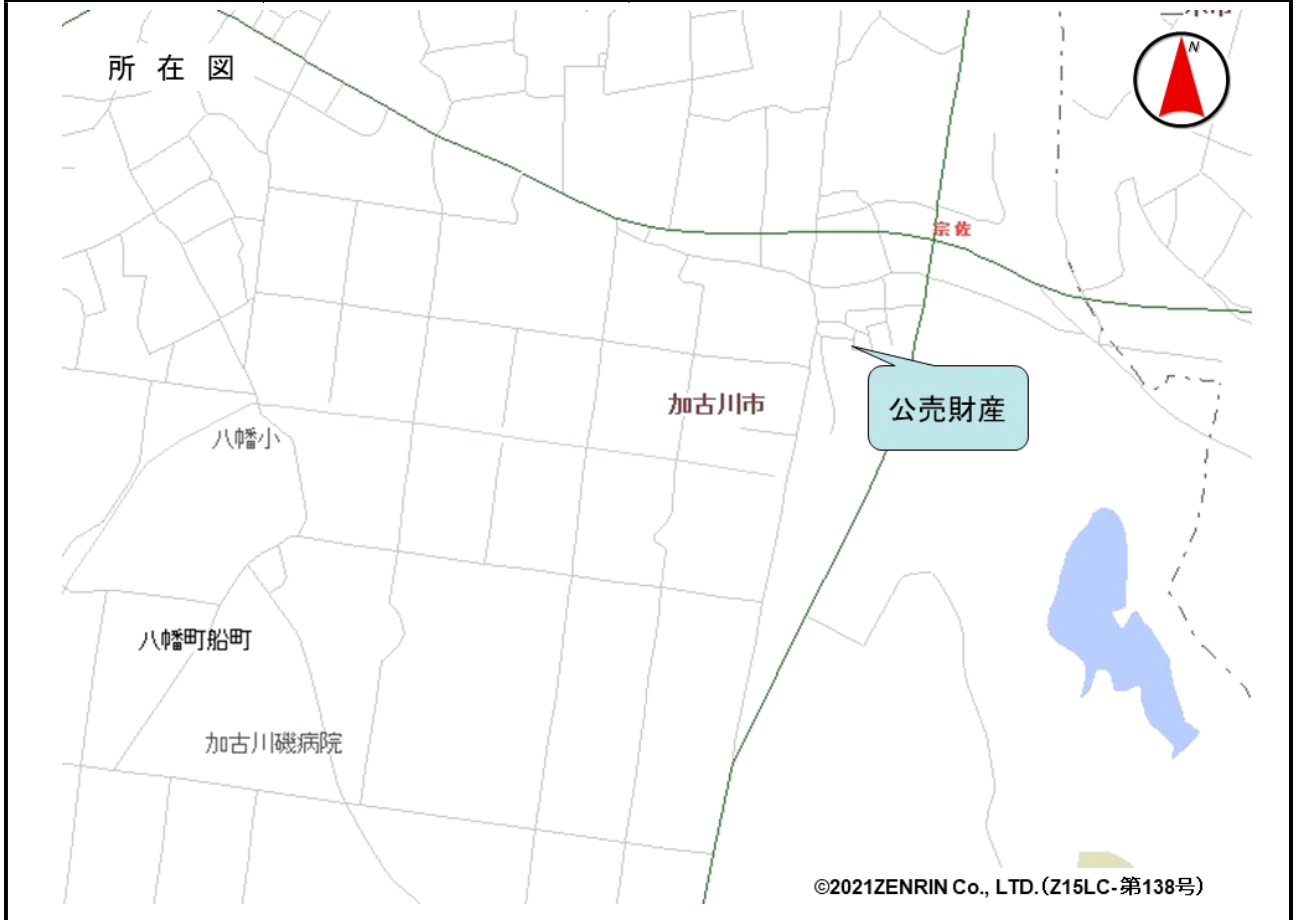 所 在 図
N
宗佐
加古川市
公売財産
八幡小
八幡町船町
加古川磯病院
©2021ZENRIN Co., LTD.(Z15LC-第138号)